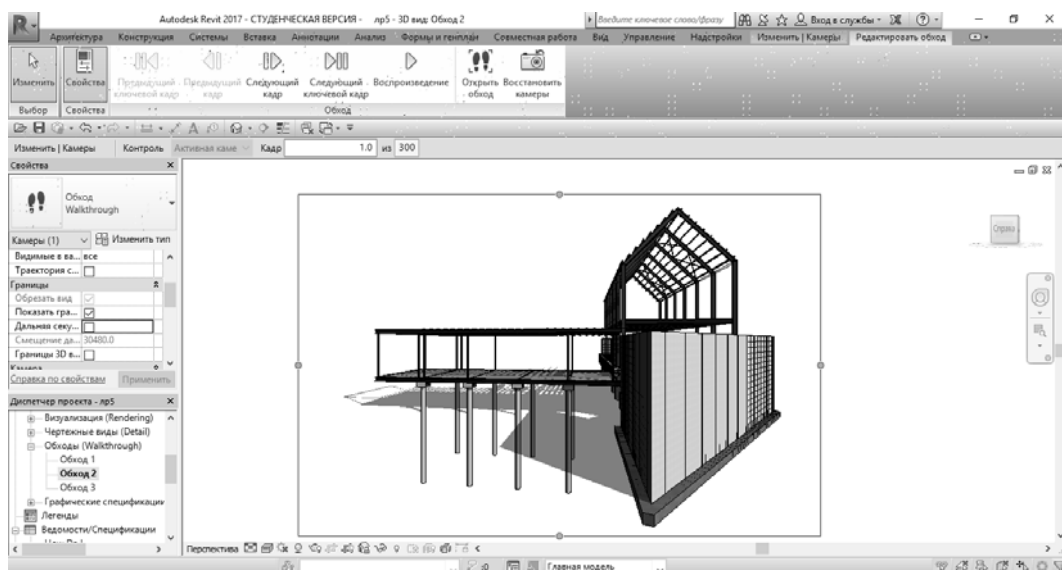 Autodesk Revit 2017 - СТУДЕНЧЕСКАЯ ВЕРСИЯ - лр5 - 3D вид: Обход 2
Введите ключевое слово/фразу
Вход в службы
Архитектура Конструкция Системы Вставка Аннотации Анализ Формы и генплан Совместная работа Вид Управление Надстройки Изменить | Камеры Редактировать обход
Изменить Свойства Предыдущий ключевой кадр Предыдущий кадр Следующий кадр Следующий ключевой кадр Воспроизведение Открыть обход Восстановить камеры
Выбор Свойства Обход
Изменить | Камеры Контроль Активная каме Кадр 1.0 из 300
Свойства
Обход
Walkthrough
Камеры (1) Изменить тип
Видимые в ва... все
Траектория с...
Границы
Обрезать вид
Показать гра...
Дальняя секу...
Смещение да... 30480.0
Границы 3D в...
Камера
Справка по свойствам Применить
Справа
Диспетчер проекта - лр5
Визуализация (Rendering)
Чертежные виды (Detail)
Обходы (Walkthrough)
Обход 1
Обход 2
Обход 3
Графические спецификации
Легенды
Ведомости/Спецификации
Перспектива
:0 Главная модель